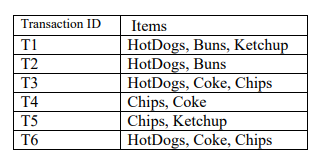 Transaction ID Items
T1 HotDogs, Buns, Ketchup
T2 HotDogs, Buns
T3 HotDogs, Coke, Chips
T4 Chips, Coke
T5 Chips, Ketchup
T6 HotDogs, Coke, Chips